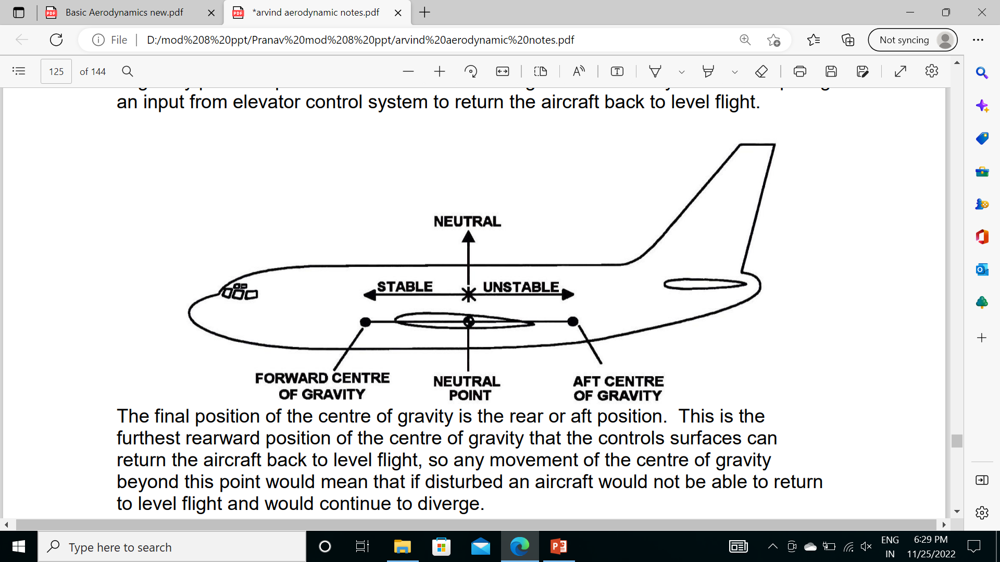 Basic Aerodynamics new.pdf
*arvind aerodynamic notes.pdf
File
D:/mod%208%20ppt/Pranav%20mod%208%20ppt/arvind%20aerodynamic%20notes.pdf
Not syncing
125 of 144
an input from elevator control system to return the aircraft back to level flight.
NEUTRAL
STABLE
UNSTABLE
FORWARD CENTRE
OF GRAVITY
NEUTRAL
POINT
AFT CENTRE
OF GRAVITY
The final position of the centre of gravity is the rear or aft position. This is the
furthest rearward position of the centre of gravity that the controls surfaces can
return the aircraft back to level flight, so any movement of the centre of gravity
beyond this point would mean that if disturbed an aircraft would not be able to return
to level flight and would continue to diverge.
Type here to search
ENG
IN
6:29 PM
11/25/2022